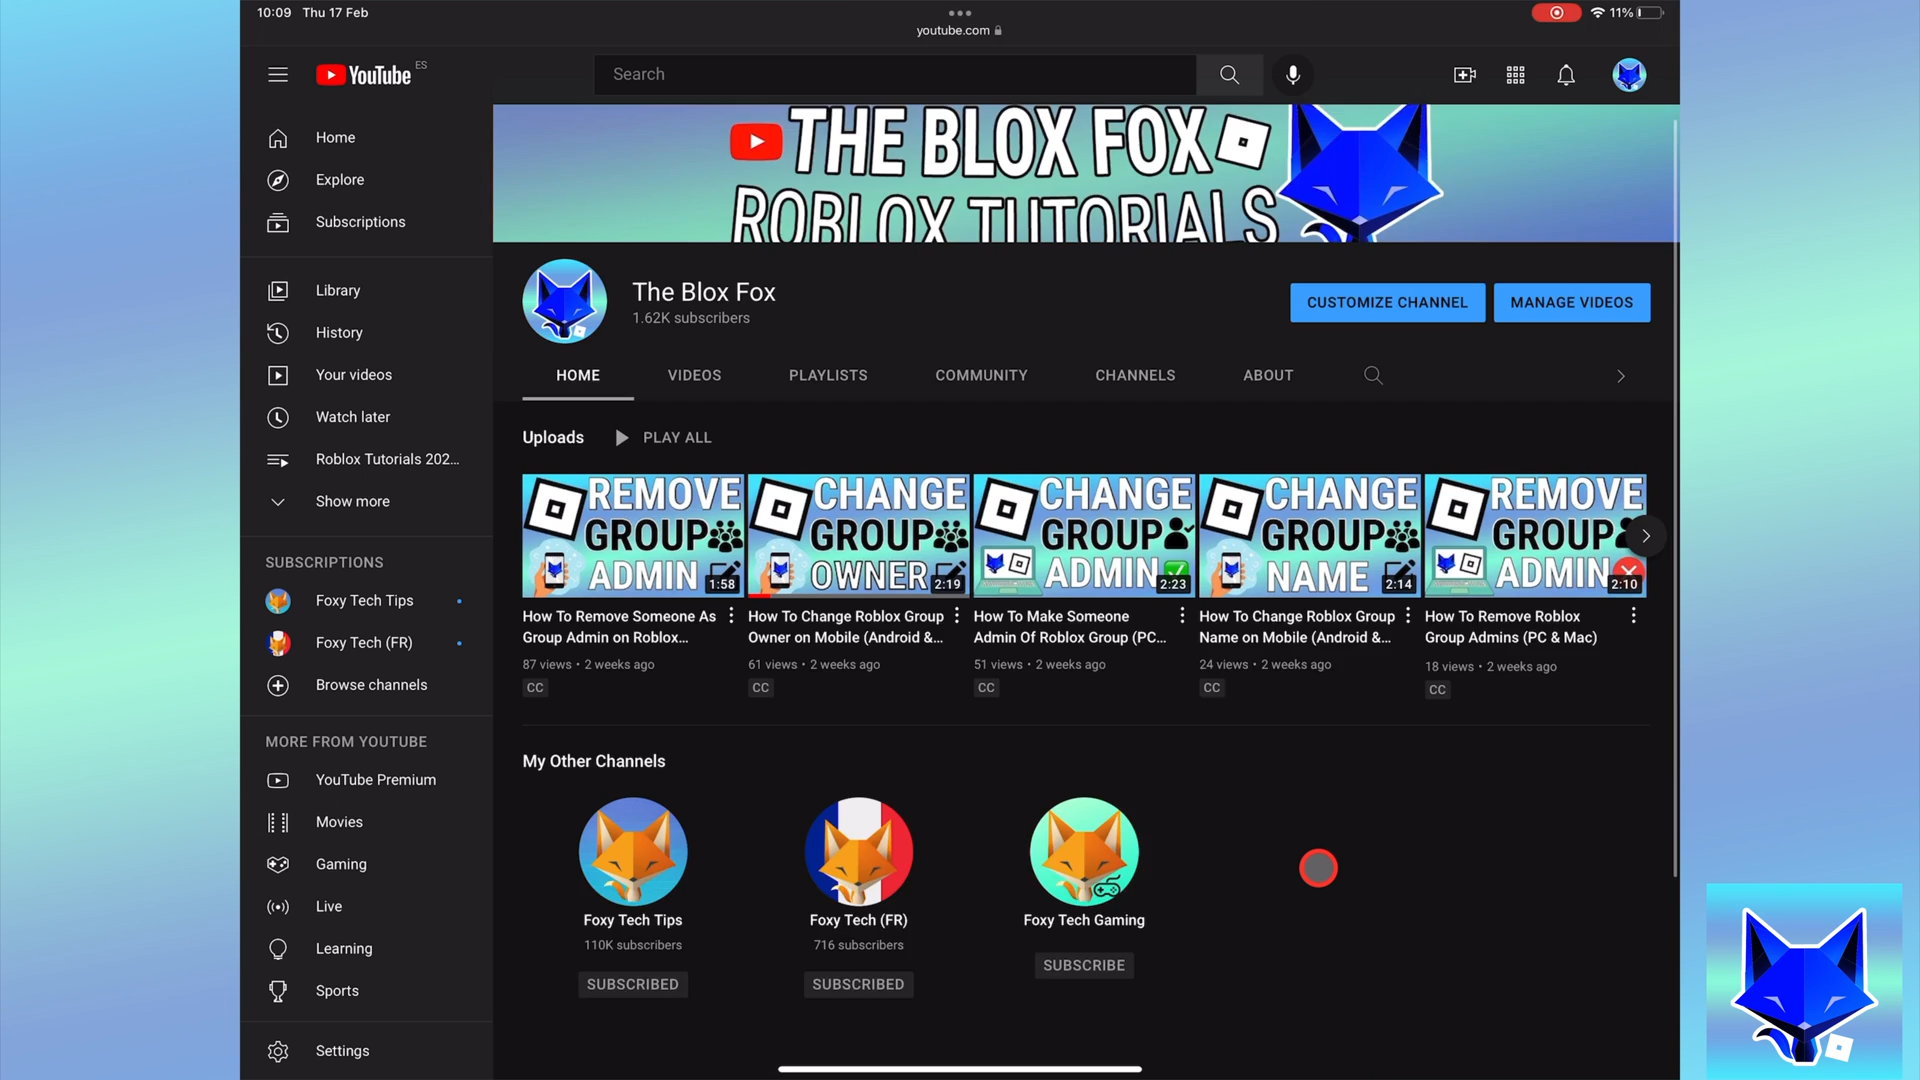 10:09 Thu 17 Feb
youtube.com
11%
YouTube ES
Search
Home
Explore
Subscriptions
Library
History
Your videos
Watch later
Roblox Tutorials 202...
Show more
SUBSCRIPTIONS
Foxy Tech Tips
Foxy Tech (FR)
Browse channels
MORE FROM YOUTUBE
YouTube Premium
Movies
Gaming
Live
Learning
Sports
Settings
THE BLOX FOX
ROBLOX TUTORIALS
The Blox Fox
1.62K subscribers
CUSTOMIZE CHANNEL
MANAGE VIDEOS
HOME VIDEOS PLAYLISTS COMMUNITY CHANNELS ABOUT
Uploads PLAY ALL
REMOVE
GROUP
ADMIN
1:58
How To Remove Someone As
Group Admin on Roblox...
87 views • 2 weeks ago
CC
CHANGE
GROUP
OWNER
2:19
How To Change Roblox Group
Owner on Mobile (Android &...
61 views • 2 weeks ago
CC
CHANGE
GROUP
ADMIN
2:23
How To Make Someone
Admin Of Roblox Group (PC...
51 views • 2 weeks ago
CC
CHANGE
GROUP
NAME
2:14
How To Change Roblox Group
Name on Mobile (Android &...
24 views • 2 weeks ago
CC
REMOVE
GROUP
ADMIN
2:10
How To Remove Roblox
Group Admins (PC & Mac)
18 views • 2 weeks ago
CC
My Other Channels
Foxy Tech Tips
110K subscribers
SUBSCRIBED
Foxy Tech (FR)
716 subscribers
SUBSCRIBED
Foxy Tech Gaming
SUBSCRIBE